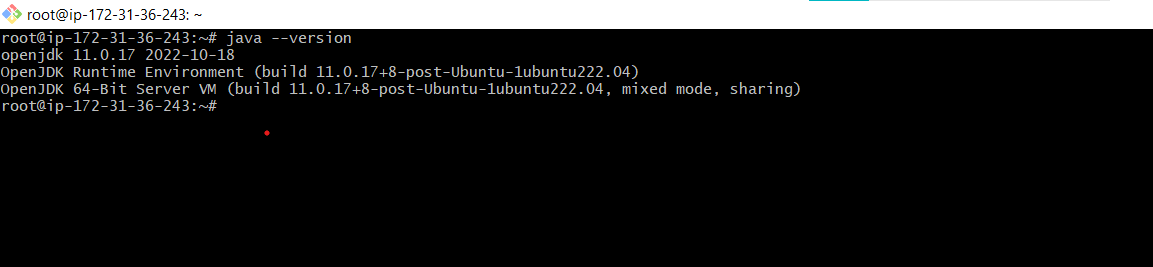 root@ip-172-31-36-243: ~
root@ip-172-31-36-243:~# java --version
openjdk 11.0.17 2022-10-18
OpenJDK Runtime Environment (build 11.0.17+8-post-Ubuntu-1ubuntu222.04)
OpenJDK 64-Bit Server VM (build 11.0.17+8-post-Ubuntu-1ubuntu222.04, mixed mode, sharing)
root@ip-172-31-36-243:~#